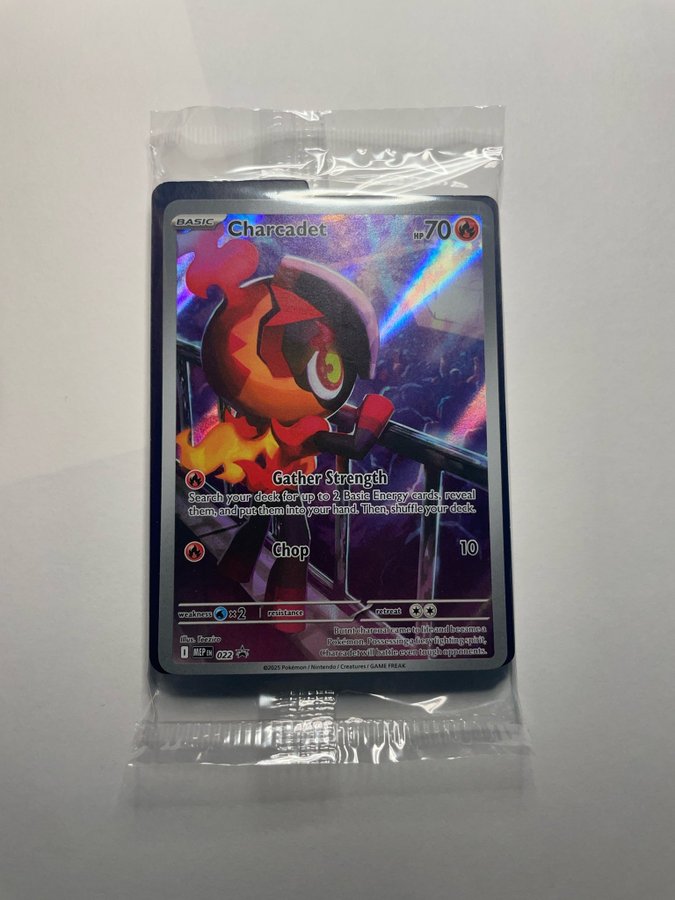 BASIC Charcadet HP 70
Gather Strength
Search your deck for up to 2 Basic Energy cards, reveal
them, and put them into your hand. Then, shuffle your deck.
Chop 10
weakness ×2 resistance retreat
Illus. Teeziro
Burnt charcoal came to life and became a
Pokémon. Possessing a fiery fighting spirit,
Charcadet will battle even tough opponents.
MEP EN 022
©2025 Pokémon / Nintendo / Creatures / GAME FREAK